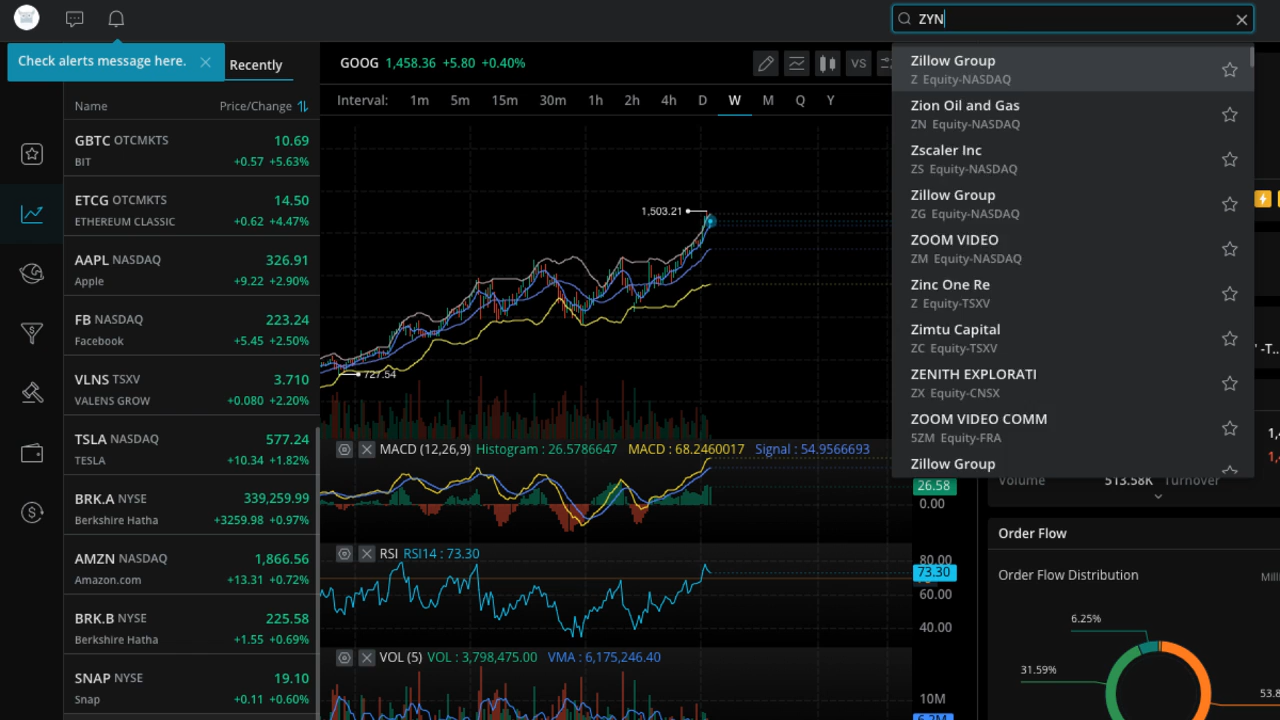 ZYN
Check alerts message here.
Recently
Name
Price/Change
GBTC OTCMKTS
10.69
BIT
+0.57 +5.63%
ETCG OTCMKTS
14.50
ETHEREUM CLASSIC
+0.62 +4.47%
AAPL NASDAQ
326.91
Apple
+9.22 +2.90%
FB NASDAQ
223.24
Facebook
+5.45 +2.50%
VLNS TSXV
3.710
VALENS GROW
+0.080 +2.20%
TSLA NASDAQ
577.24
TESLA
+10.34 +1.82%
BRK.A NYSE
339,259.99
Berkshire Hatha
+3259.98 +0.97%
AMZN NASDAQ
1,866.56
Amazon.com
+13.31 +0.72%
BRK.B NYSE
225.58
Berkshire Hatha
+1.55 +0.69%
SNAP NYSE
19.10
Snap
+0.11 +0.60%
GOOG 1,458.36 +5.80 +0.40%
VS
Interval: 1m 5m 15m 30m 1h 2h 4h D W M Q Y
1,503.21
727.54
MACD (12,26,9) Histogram : 26.5786647 MACD : 68.2460017 Signal : 54.9566693
26.58
0.00
RSI RSI14 : 73.30
80.00
73.30
60.00
40.00
VOL (5) VOL : 3,798,475.00 VMA : 6,175,246.40
10M
Zillow Group
Z Equity-NASDAQ
Zion Oil and Gas
ZN Equity-NASDAQ
Zscaler Inc
ZS Equity-NASDAQ
Zillow Group
ZG Equity-NASDAQ
ZOOM VIDEO
ZM Equity-NASDAQ
Zinc One Re
Z Equity-TSXV
Zimtu Capital
ZC Equity-TSXV
ZENITH EXPLORATI
ZX Equity-CNSX
ZOOM VIDEO COMM
5ZM Equity-FRA
Zillow Group
Volume 513.58K Turnover
Order Flow
Order Flow Distribution
6.25%
31.59%
53.8